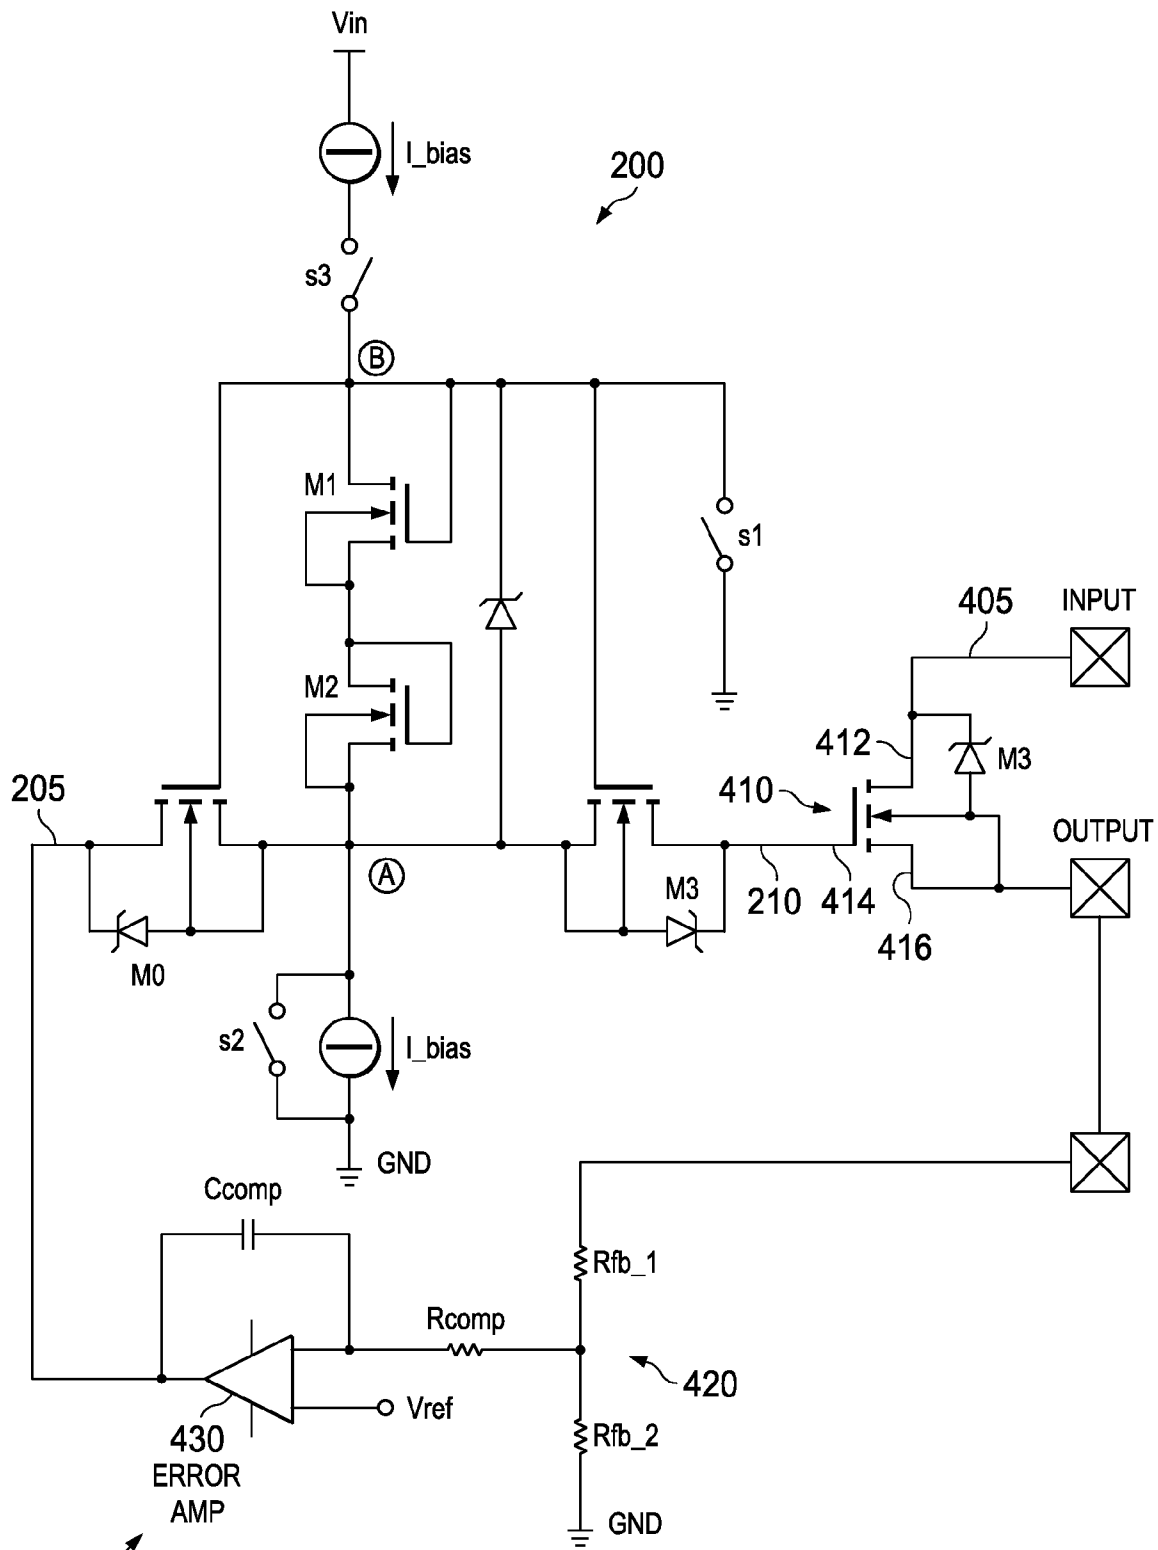 Vin
I_bias
200
s3
B
M1
s1
405
INPUT
M2
412
M3
205
410
OUTPUT
A
M3
210
414
416
M0
s2
I_bias
GND
Ccomp
Rfb_1
Rcomp
420
Vref
430
ERROR
AMP
Rfb_2
GND